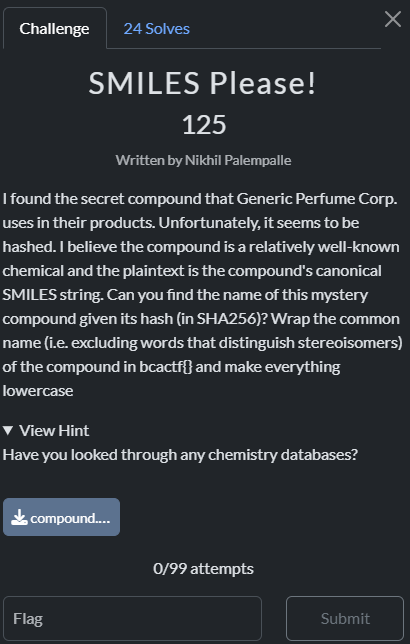 Challenge
24 Solves
SMILES Please!
125
Written by Nikhil Palempalle
I found the secret compound that Generic Perfume Corp.
uses in their products. Unfortunately, it seems to be
hashed. I believe the compound is a relatively well-known
chemical and the plaintext is the compound's canonical
SMILES string. Can you find the name of this mystery
compound given its hash (in SHA256)? Wrap the common
name (i.e. excluding words that distinguish stereoisomers)
of the compound in bcactf{} and make everything
lowercase
▼ View Hint
Have you looked through any chemistry databases?
compound....
0/99 attempts
Flag
Submit